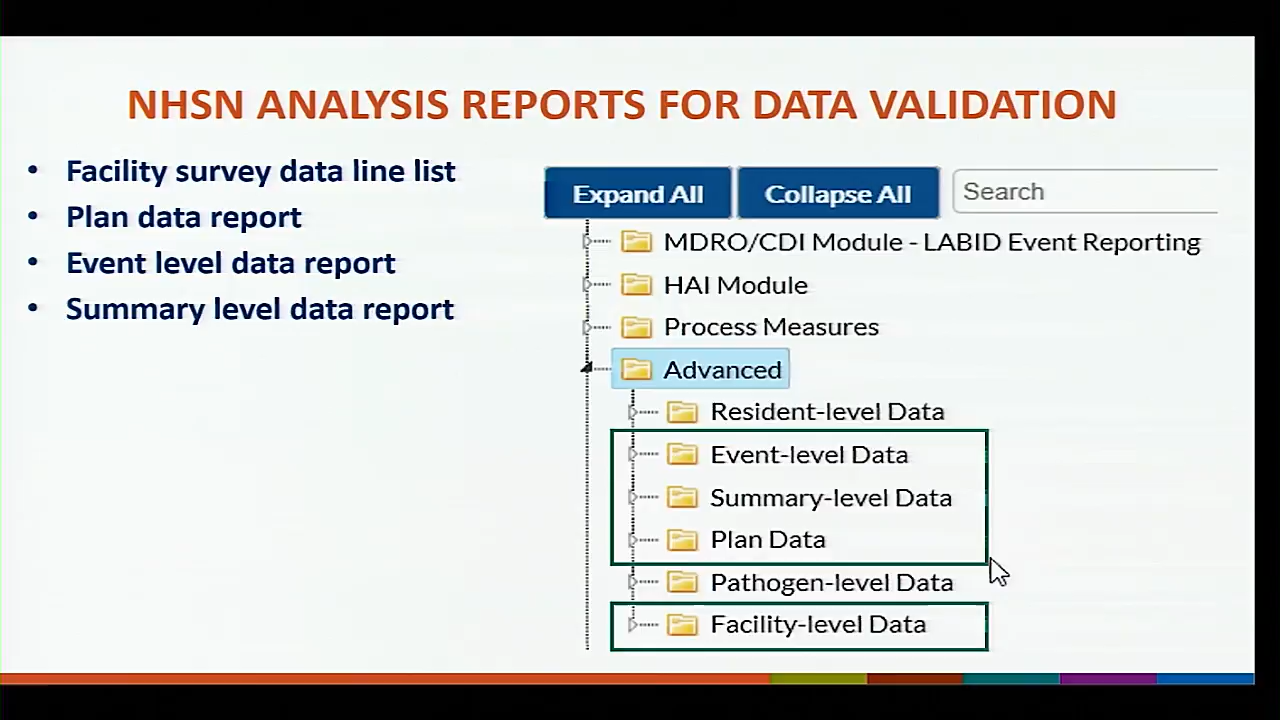 NHSN ANALYSIS REPORTS FOR DATA VALIDATION
• Facility survey data line list
• Plan data report
• Event level data report
• Summary level data report
Expand All
Collapse All
Search
MDRO/CDI Module - LABID Event Reporting
HAI Module
Process Measures
Advanced
Resident-level Data
Event-level Data
Summary-level Data
Plan Data
Pathogen-level Data
Facility-level Data